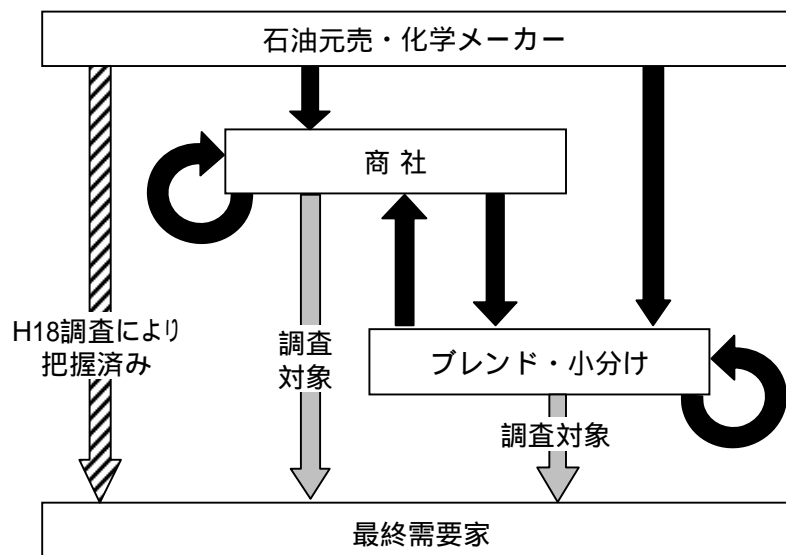 石油元売・化学メーカー
商 社
H18調査により
把握済み
調査
対象
ブレンド・小分け
調査対象
最終需要家